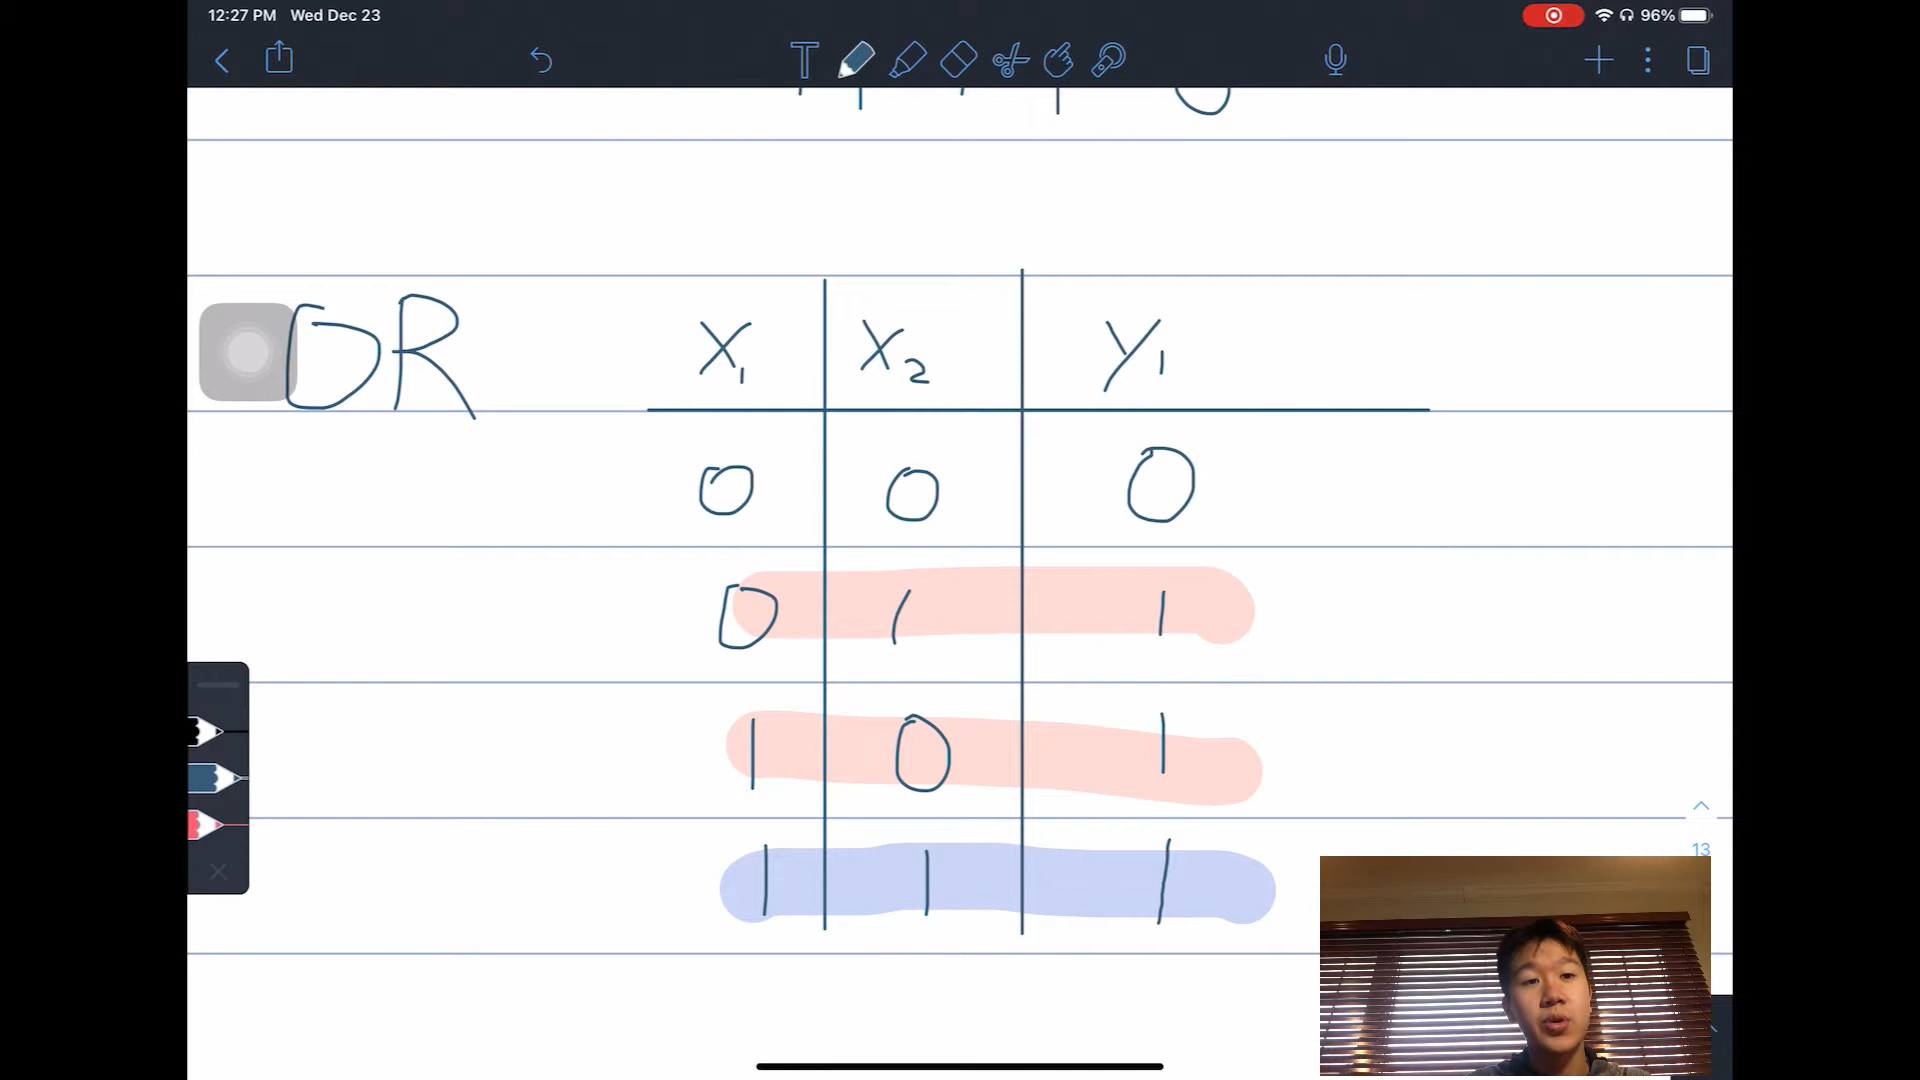 12:27 PM Wed Dec 23 96%
T
OR X₁ X₂ Y₁
0 0 0
0 1 1
1 0 1
1 1 1
13